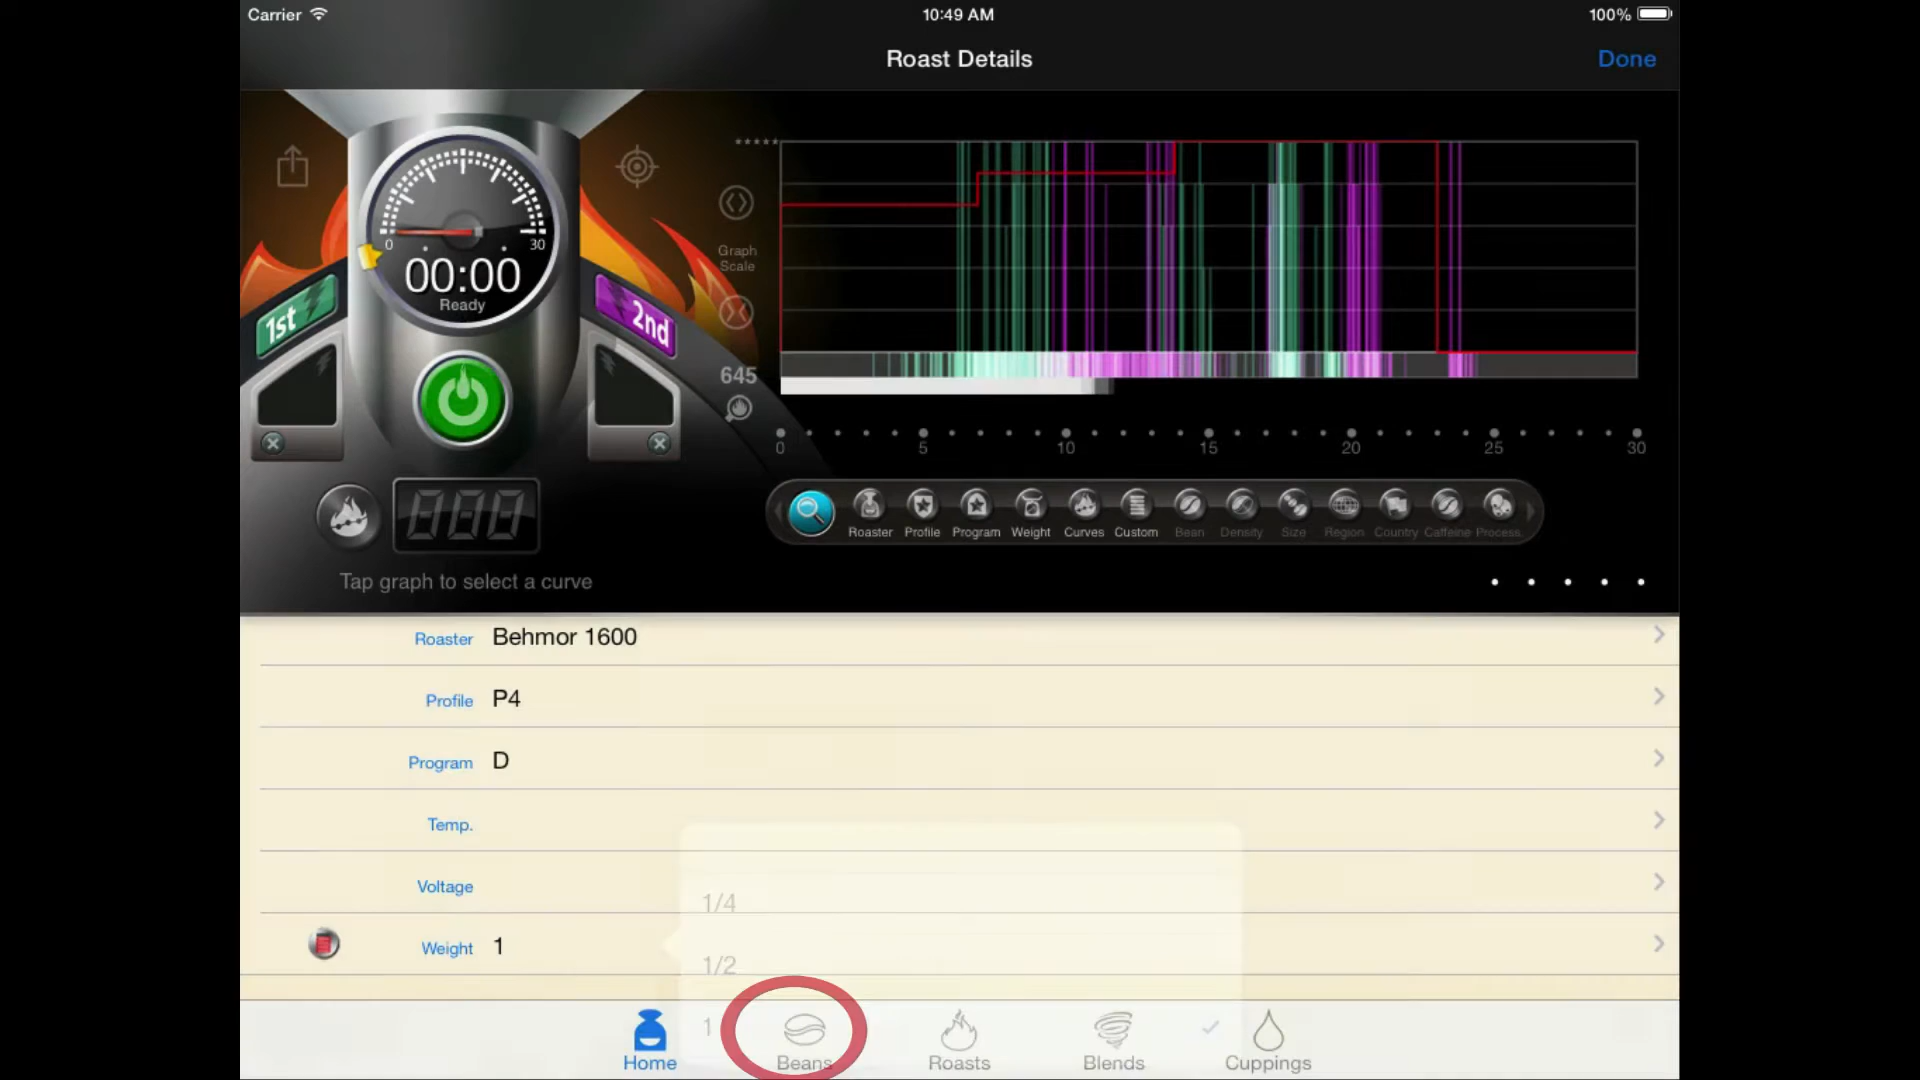 Carrier 10:49 AM 100%
Roast Details Done
*****
0 30
00:00
Ready
1st 2nd
Graph
Scale
645
0 5 10 15 20 25 30
Roaster Profile Program Weight Curves Custom Bean Density Size Region Country Caffeine Process.
Tap graph to select a curve
Roaster Behmor 1600
Profile P4
Program D
Temp.
Voltage
1/4
Weight 1
1/2
1
Home Beans Roasts Blends Cuppings